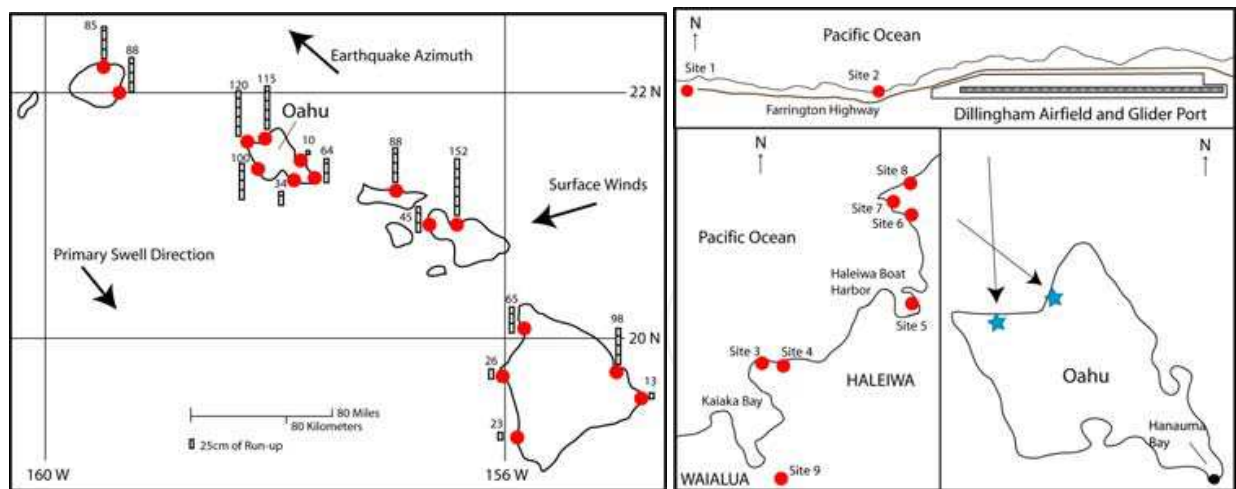 85
88
Earthquake Azimuth
22 N
120
115
Oahu
10
64
100
34
88
152
45
Surface Winds
Primary Swell Direction
65
98
20 N
26
13
23
80 Miles
80 Kilometers
25cm of Run-up
160 W
156 W
N
Pacific Ocean
N
Site 1
Site 2
Farrington Highway
Dillingham Airfield and Glider Port
N
Site 8
Site 7
Site 6
Pacific Ocean
Haleiwa Boat
Harbor
Site 5
Site 3
Site 4
HALEIWA
Kaiaka Bay
Site 9
WAIALUA
N
Oahu
Hanauma
Bay